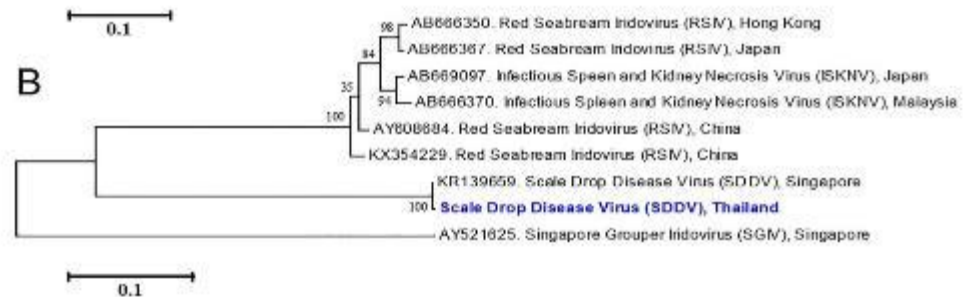 0.1
B
98
AB666350. Red Seabream Iridovirus (RSIV), Hong Kong
84
AB666367. Red Seabream Iridovirus (RSIV), Japan
35
AB669097. Infectious Speen and Kidney Necrosis Virus (ISKNV), Japan
94
AB666370. Infectious Spleen and Kidney Necrosis Virus (ISKNV), Malaysia
100
AY608684. Red Seabream Iridovirus (RSIV), China
KX354229. Red Seabream Iridovirus (RSIV), China
KR139659. Scale Drop Disease Virus (SDDV), Singapore
100
Scale Drop Disease Virus (SDDV), Thailand
AY521625. Singapore Grouper Iridovirus (SGIV), Singapore
0.1